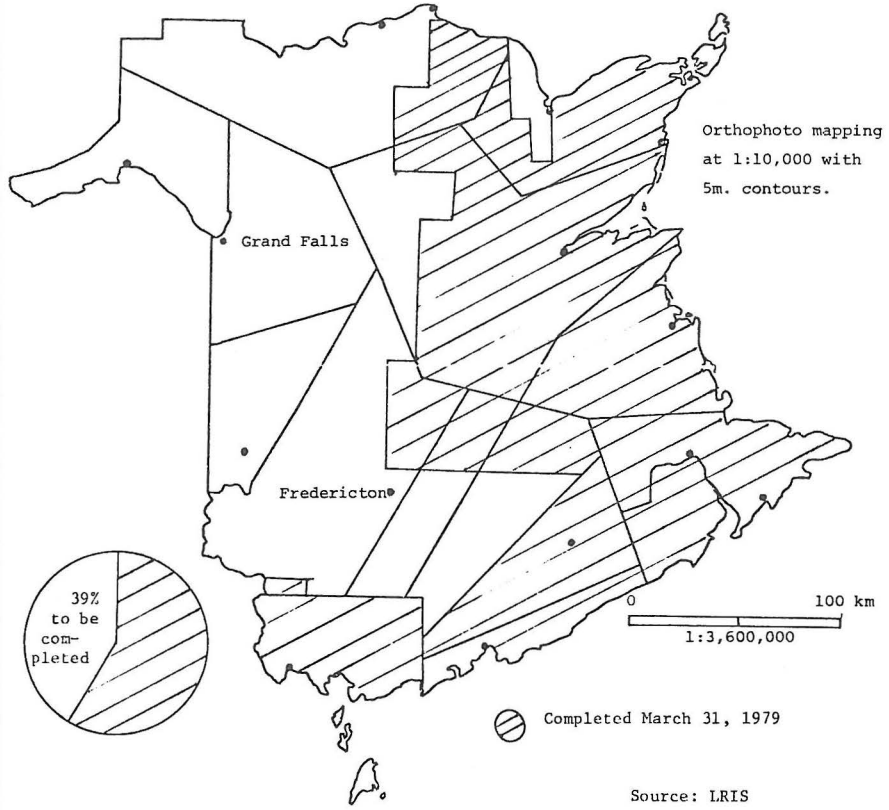 Orthophoto mapping
at 1:10,000 with
5m. contours.
Grand Falls
Fredericton
39%
to be
com-
pleted
0 100 km
1:3,600,000
Completed March 31, 1979
Source: LRIS